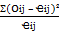 Σ(Oij – eij)²
eij